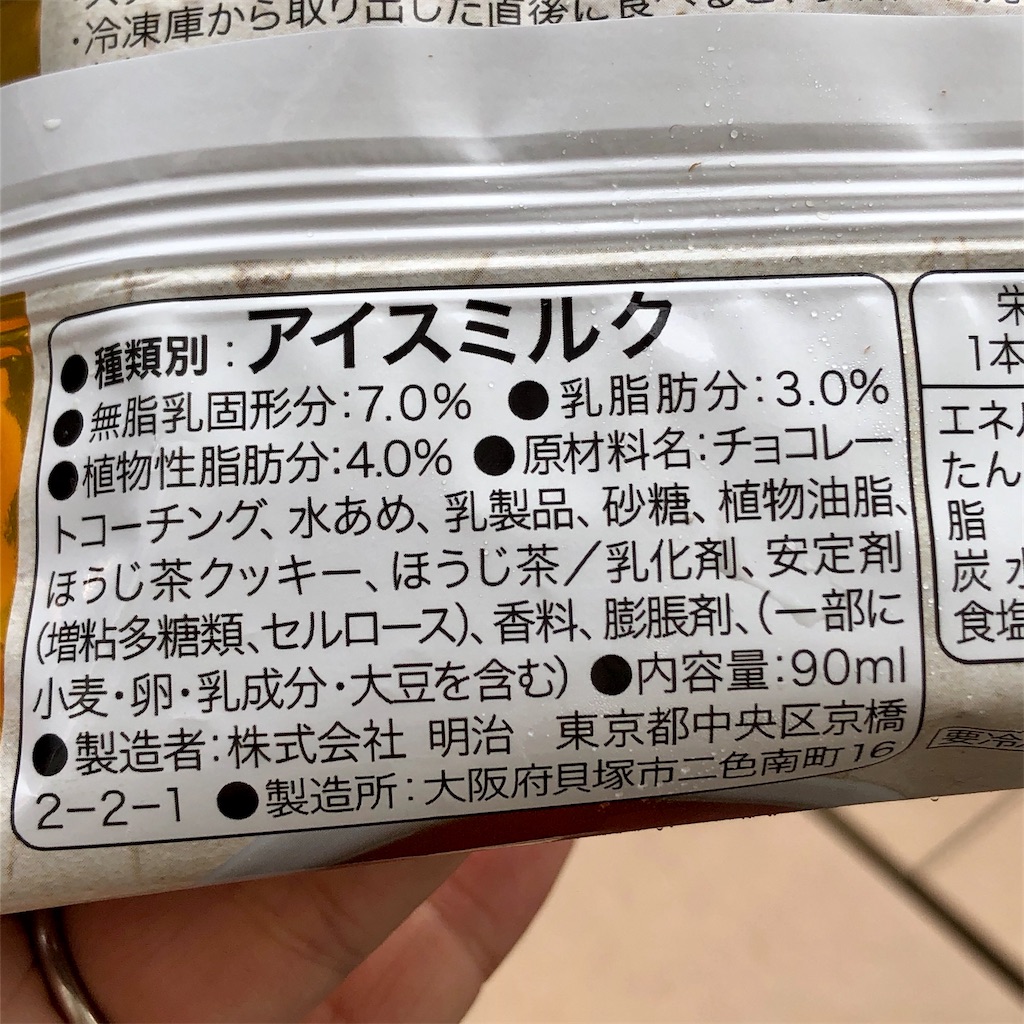 ・冷凍庫から取り出した直後に食べると、
●種類別：アイスミルク
●無脂乳固形分：7.0% ●乳脂肪分：3.0%
●植物性脂肪分：4.0% ●原材料名：チョコレー
トコーチング、水あめ、乳製品、砂糖、植物油脂、
ほうじ茶クッキー、ほうじ茶／乳化剤、安定剤
(増粘多糖類、セルロース)、香料、膨脹剤、(一部に
小麦・卵・乳成分・大豆を含む) ●内容量：90ml
●製造者：株式会社 明治　東京都中央区京橋
2-2-1 ●製造所：大阪府貝塚市二色南町16
栄
1本
エネル
たん
脂
炭 水
食塩
要冷